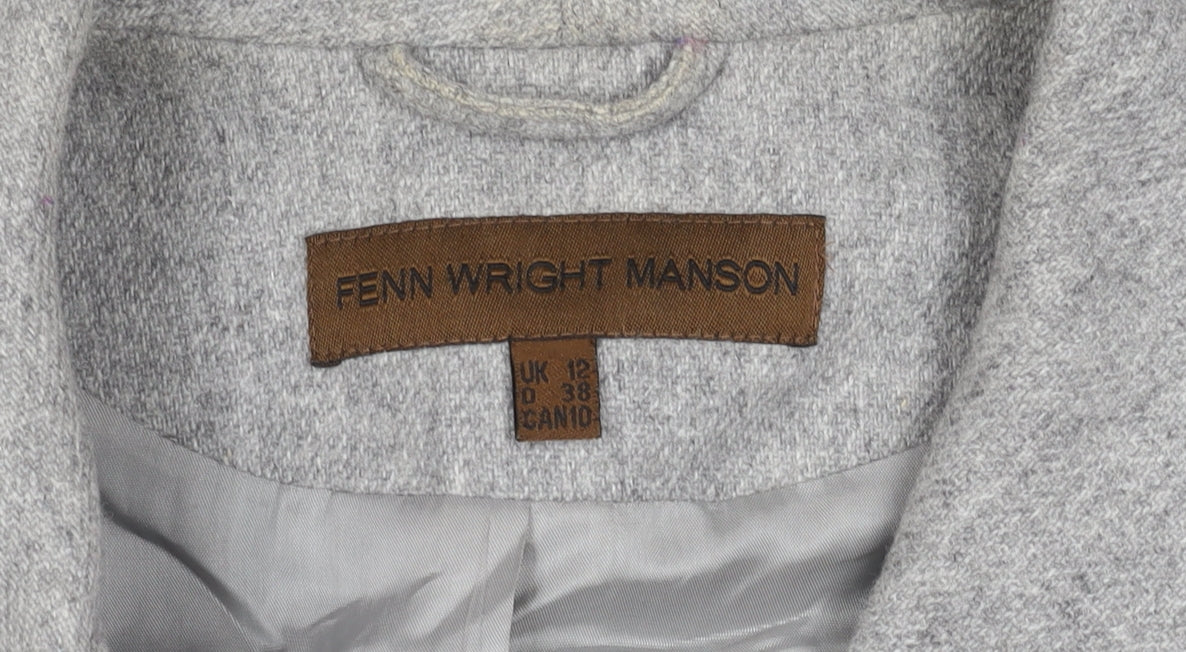 FENN WRIGHT MANSON
UK 12
D 38
CAN10